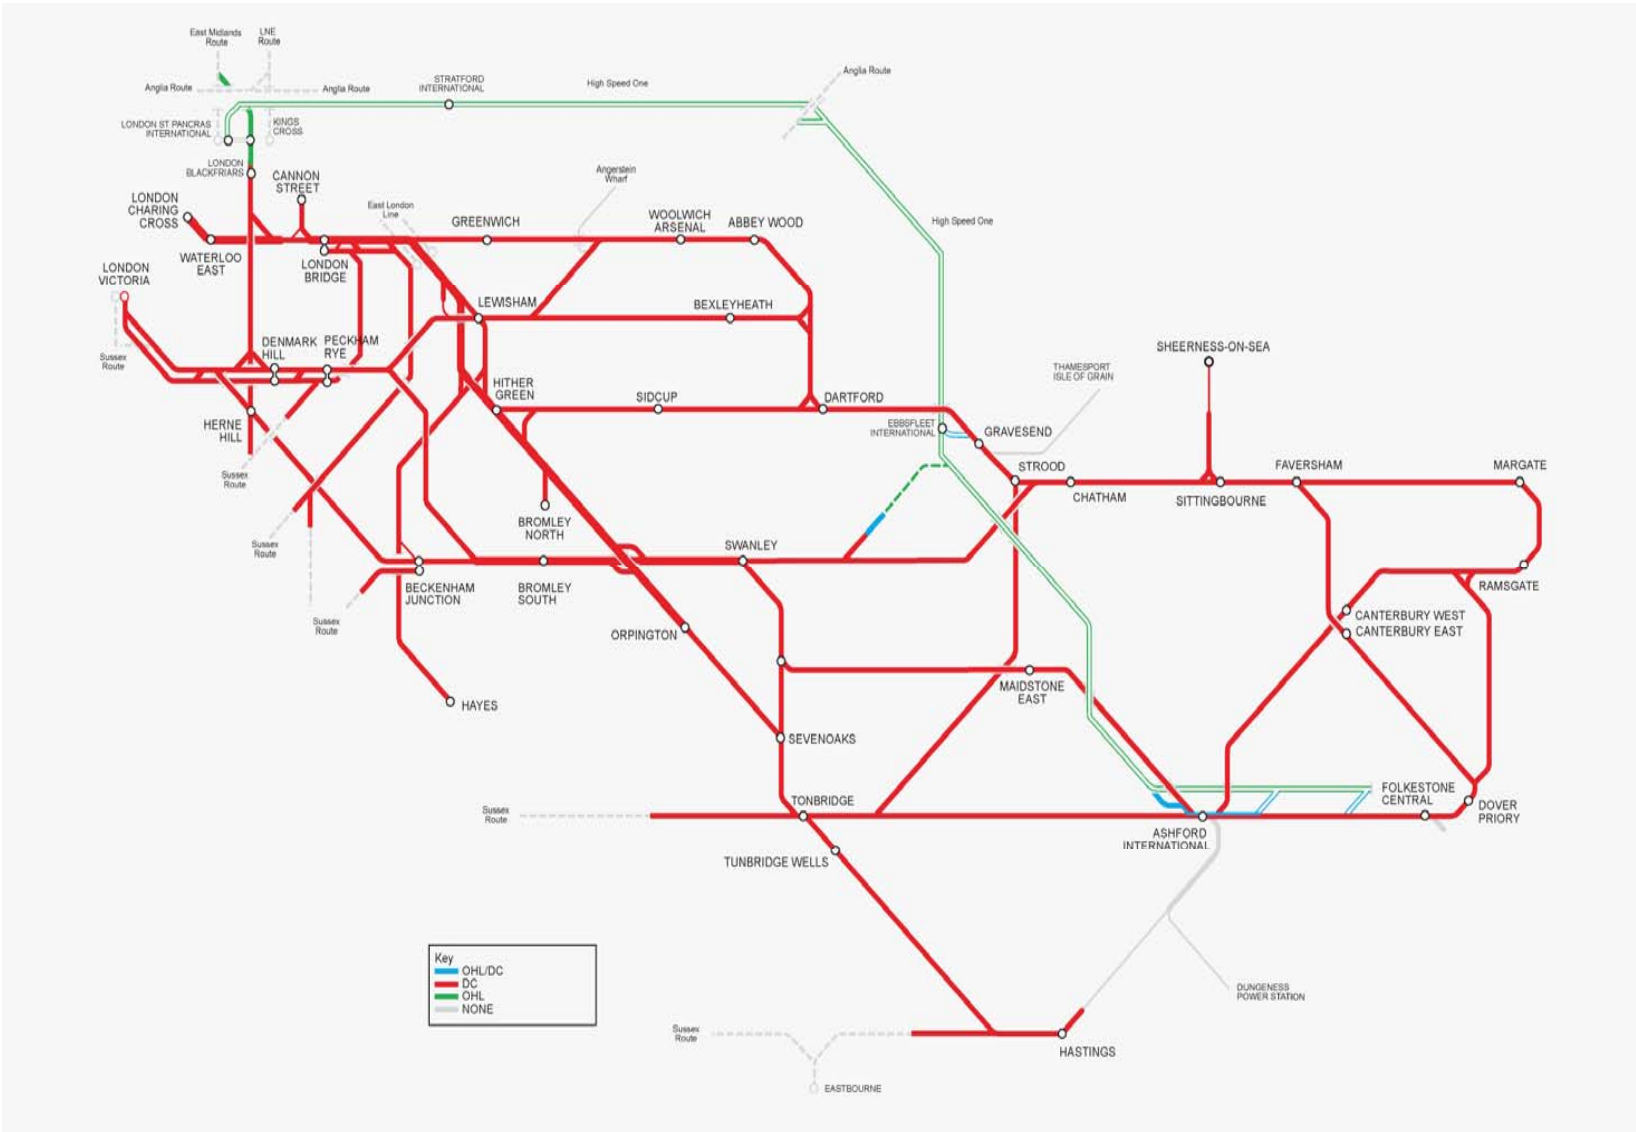 East Midlands
Route
LNE
Route
Anglia Route
Anglia Route
STRATFORD
INTERNATIONAL
High Speed One
Anglia Route
LONDON ST PANCRAS
INTERNATIONAL
KINGS
CROSS
LONDON
BLACKFRIARS
CANNON
STREET
LONDON
CHARING
CROSS
East London
Line
Angerstein
Wharf
GREENWICH
WOOLWICH
ARSENAL
ABBEY WOOD
High Speed One
WATERLOO
EAST
LONDON
BRIDGE
LONDON
VICTORIA
LEWISHAM
BEXLEYHEATH
Sussex
Route
DENMARK
HILL
PECKHAM
RYE
SHEERNESS-ON-SEA
THAMESPORT
ISLE OF GRAIN
HITHER
GREEN
SIDCUP
DARTFORD
HERNE
HILL
EBBSFLEET
INTERNATIONAL
GRAVESEND
Sussex
Route
STROOD
CHATHAM
SITTINGBOURNE
FAVERSHAM
MARGATE
BROMLEY
NORTH
Sussex
Route
SWANLEY
BECKENHAM
JUNCTION
BROMLEY
SOUTH
RAMSGATE
Sussex
Route
ORPINGTON
CANTERBURY WEST
CANTERBURY EAST
HAYES
MAIDSTONE
EAST
SEVENOAKS
Sussex
Route
TONBRIDGE
FOLKESTONE
CENTRAL
DOVER
PRIORY
ASHFORD
INTERNATIONAL
TUNBRIDGE WELLS
Key
OHL/DC
DC
OHL
NONE
DUNGENESS
POWER STATION
Sussex
Route
HASTINGS
EASTBOURNE